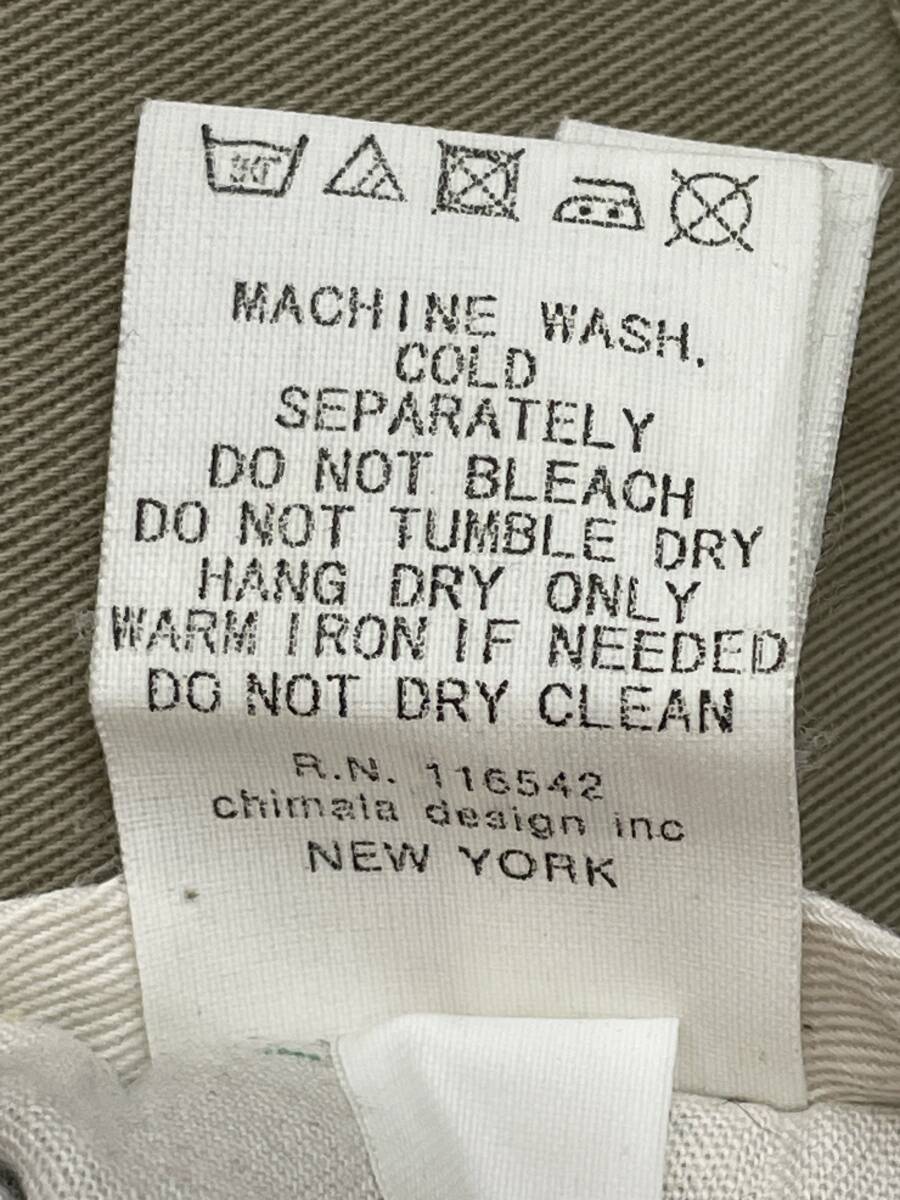 MACHINE WASH.
COLD
SEPARATELY
DO NOT BLEACH
DO NOT TUMBLE DRY
HANG DRY ONLY
WARM IRON IF NEEDED
DO NOT DRY CLEAN
R.N. 116542
chimala design inc
NEW YORK